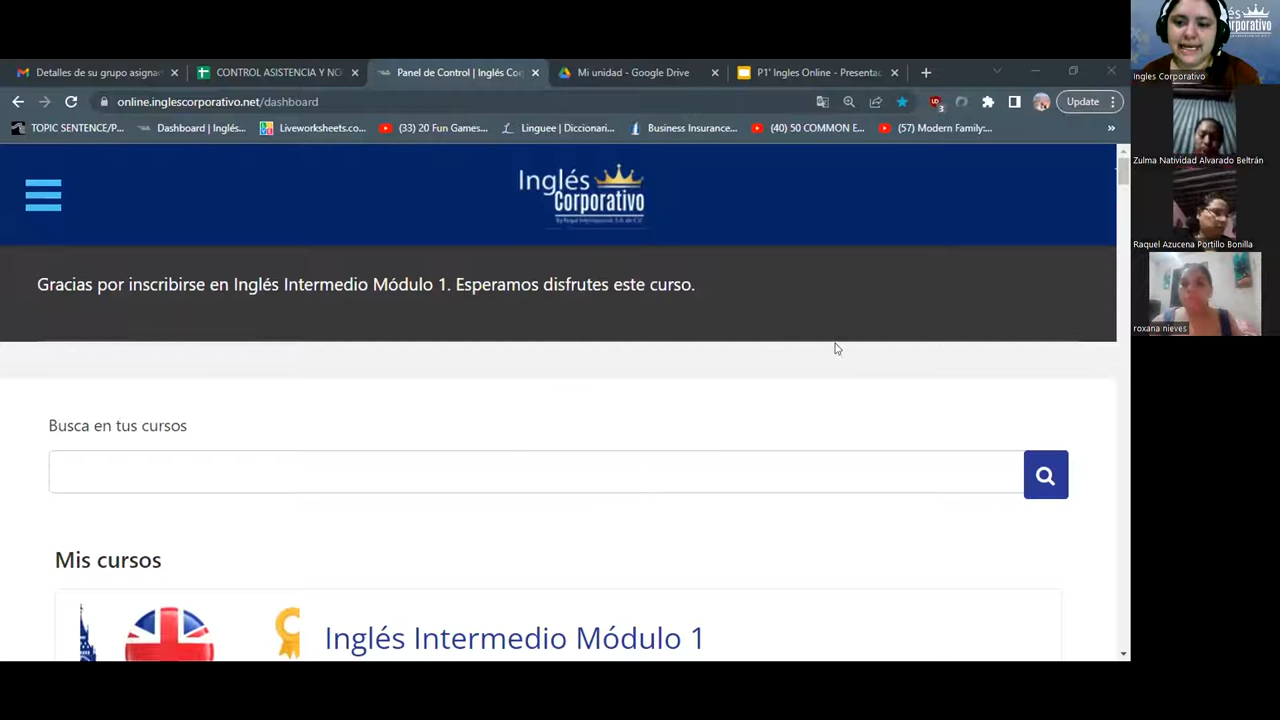 Detalles de su grupo asigna
CONTROL ASISTENCIA Y NO
Panel de Control | Inglés Co
Mi unidad - Google Drive
P1' Ingles Online - Presenta
online.inglescorporativo.net/dashboard
Update
TOPIC SENTENCE/P...
Dashboard | Inglés...
Liveworksheets.co...
(33) 20 Fun Games...
Linguee | Diccionari...
Business Insurance...
(40) 50 COMMON E...
(57) Modern Family:...
Inglés
Corporativo
Gracias por inscribirse en Inglés Intermedio Módulo 1. Esperamos disfrutes este curso.
Busca en tus cursos
Mis cursos
Inglés Intermedio Módulo 1
Ingles Corporativo
Zulma Natividad Alvarado Beltrán
Raquel Azucena Portillo Bonilla
roxana nieves